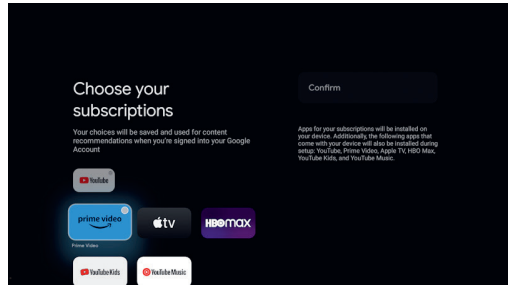 Choose your
subscriptions
Your choices will be saved and used for content
recommendations when you're signed into your Google
Account
YouTube
prime video
tv
HBOmax
Prime Video
YouTube Kids
YouTube Music
Confirm
Apps for your subscriptions will be installed on
your device. Additionally, the following apps that
come with your device will also be installed during
setup: YouTube, Prime Video, Apple TV, HBO Max,
YouTube Kids, and YouTube Music.